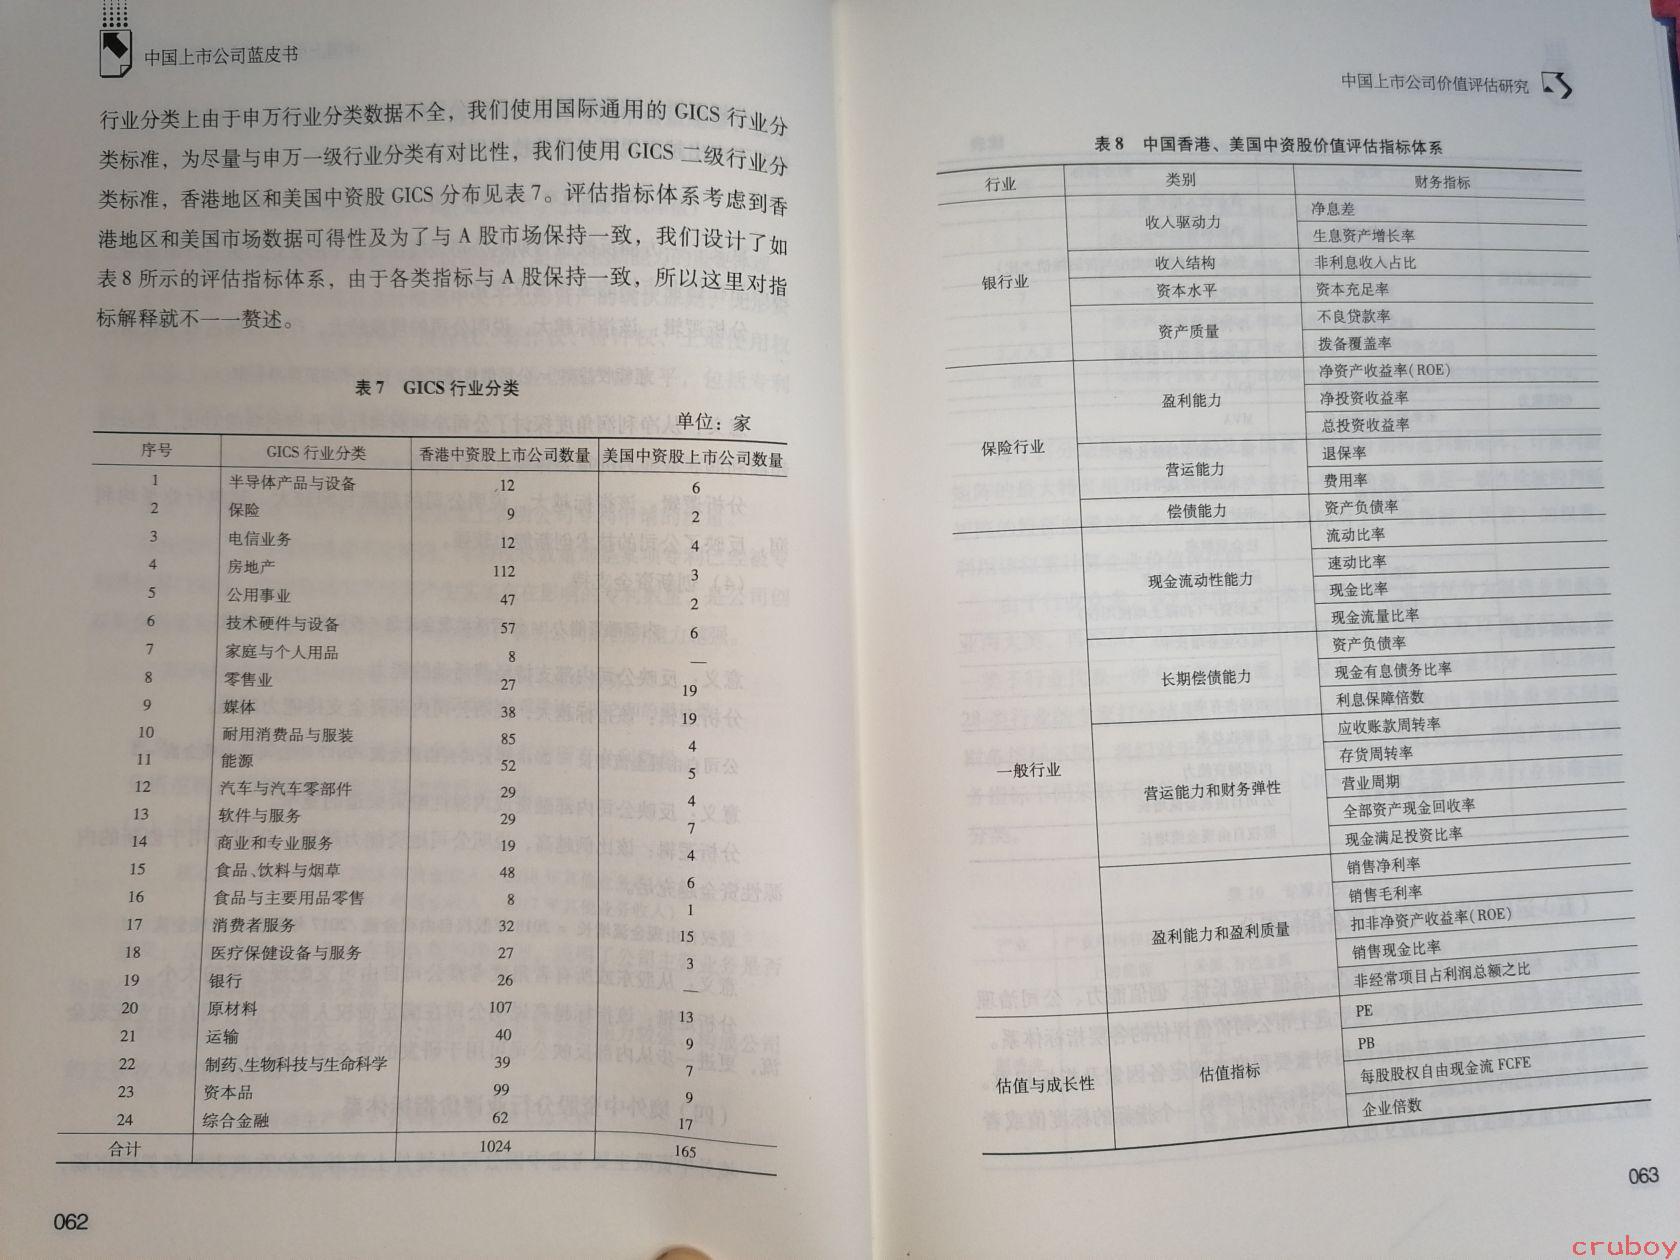 中国上市公司蓝皮书
行业分类上由于申万行业分类数据不全，我们使用国际通用的 GICS 行业分
类标准，为尽量与申万一级行业分类有对比性，我们使用 GICS 二级行业分
类标准，香港地区和美国中资股 GICS 分布见表 7。评估指标体系考虑到香
港地区和美国市场数据可得性及为了与 A 股市场保持一致，我们设计了如
表 8 所示的评估指标体系，由于各类指标与 A 股保持一致，所以这里对指
标解释就不一一赘述。
表 7 GICS 行业分类
单位：家
序号 GICS 行业分类 香港中资股上市公司数量 美国中资股上市公司数量
1 半导体产品与设备 12 6
2 保险 9 2
3 电信业务 12 4
4 房地产 112 3
5 公用事业 47 2
6 技术硬件与设备 57 6
7 家庭与个人用品 8 —
8 零售业 27 19
9 媒体 38 19
10 耐用消费品与服装 85 4
11 能源 52 5
12 汽车与汽车零部件 29 4
13 软件与服务 29 7
14 商业和专业服务 19 4
15 食品、饮料与烟草 48 6
16 食品与主要用品零售 8 1
17 消费者服务 32 15
18 医疗保健设备与服务 27 3
19 银行 26 —
20 原材料 107 13
21 运输 40 9
22 制药、生物科技与生命科学 39 7
23 资本品 99 9
24 综合金融 62 17
合计 1024 165
062
中国上市公司价值评估研究
表 8 中国香港、美国中资股价值评估指标体系
行业 类别 财务指标
银行业 收入驱动力 净息差
生息资产增长率
收入结构 非利息收入占比
资本水平 资本充足率
资产质量 不良贷款率
拨备覆盖率
保险行业 盈利能力 净资产收益率(ROE)
净投资收益率
总投资收益率
营运能力 退保率
费用率
偿债能力 资产负债率
一般行业 现金流动性能力 流动比率
速动比率
现金比率
现金流量比率
长期偿债能力 资产负债率
现金有息债务比率
利息保障倍数
营运能力和财务弹性 应收账款周转率
存货周转率
营业周期
全部资产现金回收率
现金满足投资比率
盈利能力和盈利质量 销售净利率
销售毛利率
扣非净资产收益率(ROE)
销售现金比率
非经常项目占利润总额之比
估值与成长性 估值指标 PE
PB
每股股权自由现金流 FCFE
企业倍数
063
cruboy